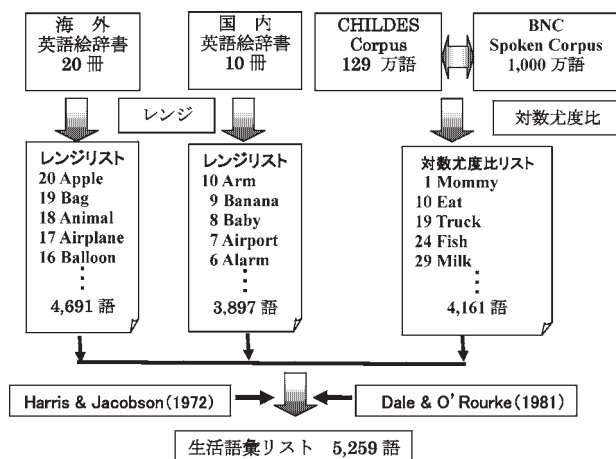 海 外
英語絵辞書
20 冊
国 内
英語絵辞書
10 冊
CHILDES
Corpus
129 万語
BNC
Spoken Corpus
1,000 万語
レンジ
対数尤度比
レンジリスト
20 Apple
19 Bag
18 Animal
17 Airplane
16 Balloon
4,691 語
レンジリスト
10 Arm
9 Banana
8 Baby
7 Airport
6 Alarm
3,897 語
対数尤度比リスト
1 Mommy
10 Eat
19 Truck
24 Fish
29 Milk
4,161 語
Harris & Jacobson(1972)
Dale & O' Rourke(1981)
生活語彙リスト 5,259 語